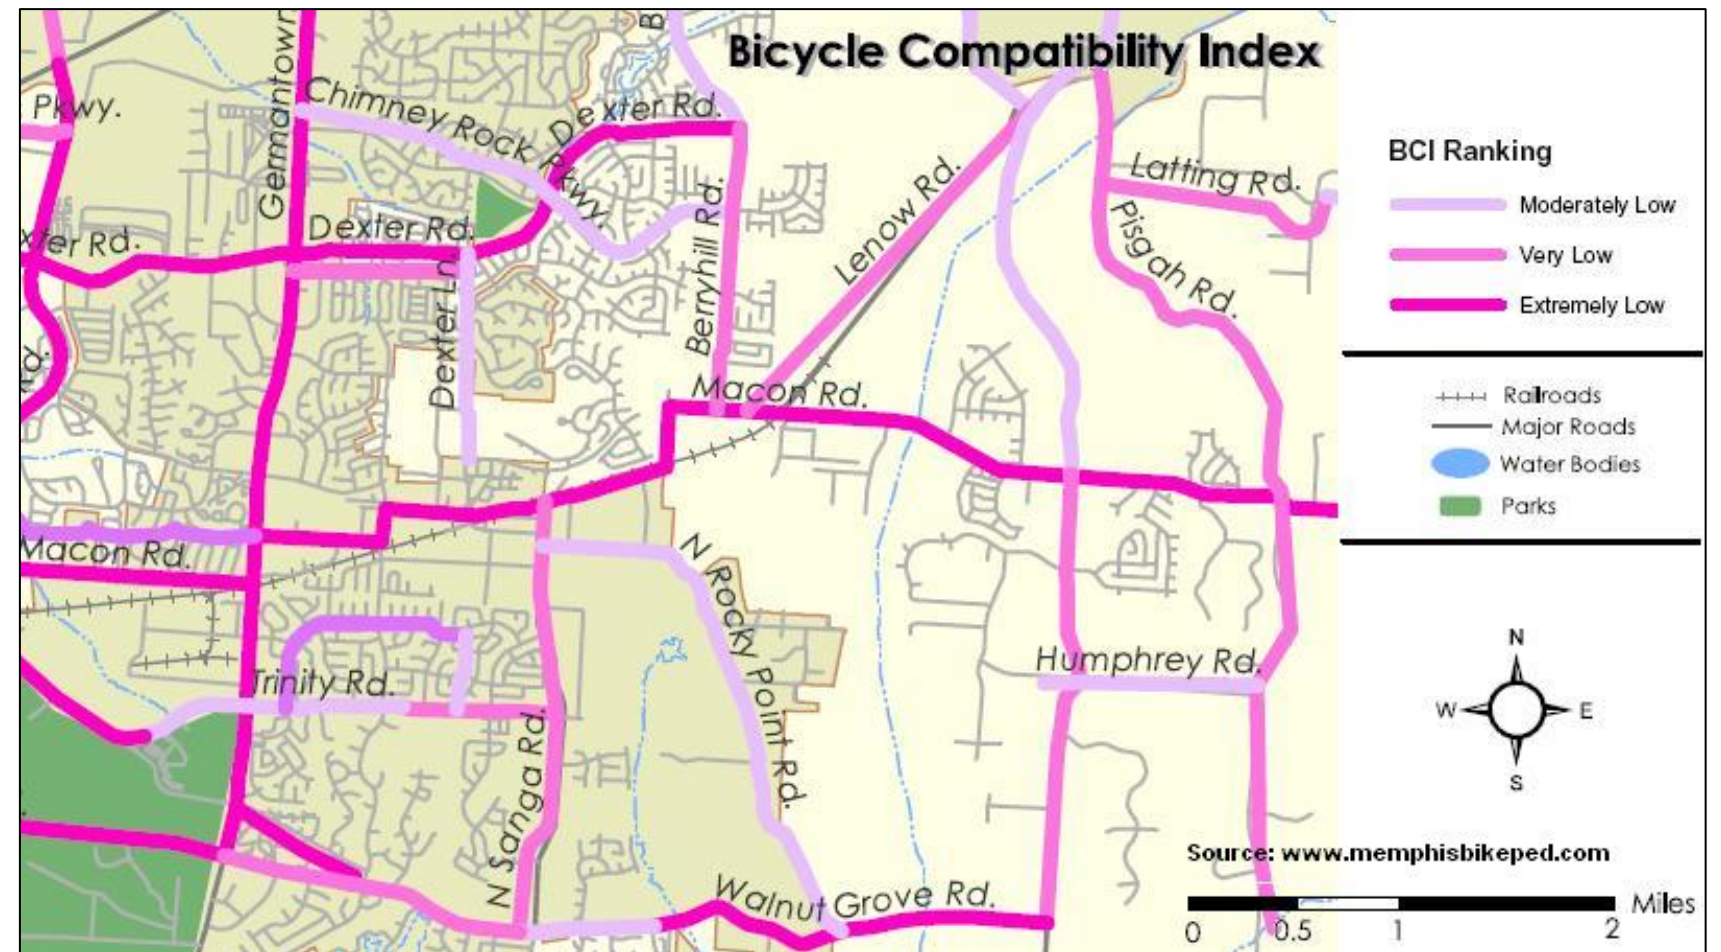 Bicycle Compatibility Index
B
Germantown
Pkwy.
Chimney Rock Pkwy.
Dexter Rd.
Dexter Rd.
xter Rd.
Dexter Ln.
Berryhill Rd.
Lenow Rd.
Latting Rd.
Pisgah Rd.
Macon Rd.
Macon Rd.
N Rocky Point Rd.
Humphrey Rd.
Trinity Rd.
N Sanga Rd.
Walnut Grove Rd.
rd.
BCI Ranking
Moderately Low
Very Low
Extremely Low
Railroads
Major Roads
Water Bodies
Parks
N
W
E
S
Source: www.memphisbikeped.com
Miles
0 0.5 1 2